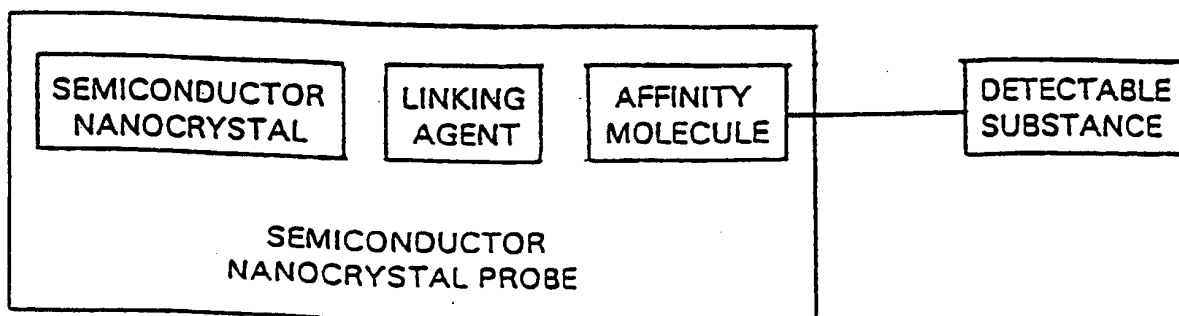 SEMICONDUCTOR
NANOCRYSTAL
LINKING
AGENT
AFFINITY
MOLECULE
DETECTABLE
SUBSTANCE
SEMICONDUCTOR
NANOCRYSTAL PROBE